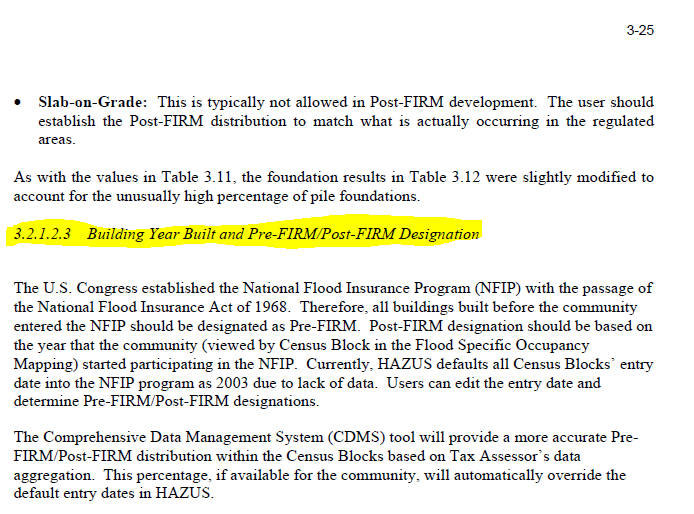 3-25
• Slab-on-Grade: This is typically not allowed in Post-FIRM development. The user should
establish the Post-FIRM distribution to match what is actually occurring in the regulated
areas.
As with the values in Table 3.11, the foundation results in Table 3.12 were slightly modified to
account for the unusually high percentage of pile foundations.
3.2.1.2.3 Building Year Built and Pre-FIRM/Post-FIRM Designation
The U.S. Congress established the National Flood Insurance Program (NFIP) with the passage of
the National Flood Insurance Act of 1968. Therefore, all buildings built before the community
entered the NFIP should be designated as Pre-FIRM. Post-FIRM designation should be based on
the year that the community (viewed by Census Block in the Flood Specific Occupancy
Mapping) started participating in the NFIP. Currently, HAZUS defaults all Census Blocks' entry
date into the NFIP program as 2003 due to lack of data. Users can edit the entry date and
determine Pre-FIRM/Post-FIRM designations.
The Comprehensive Data Management System (CDMS) tool will provide a more accurate Pre-
FIRM/Post-FIRM distribution within the Census Blocks based on Tax Assessor's data
aggregation. This percentage, if available for the community, will automatically override the
default entry dates in HAZUS.